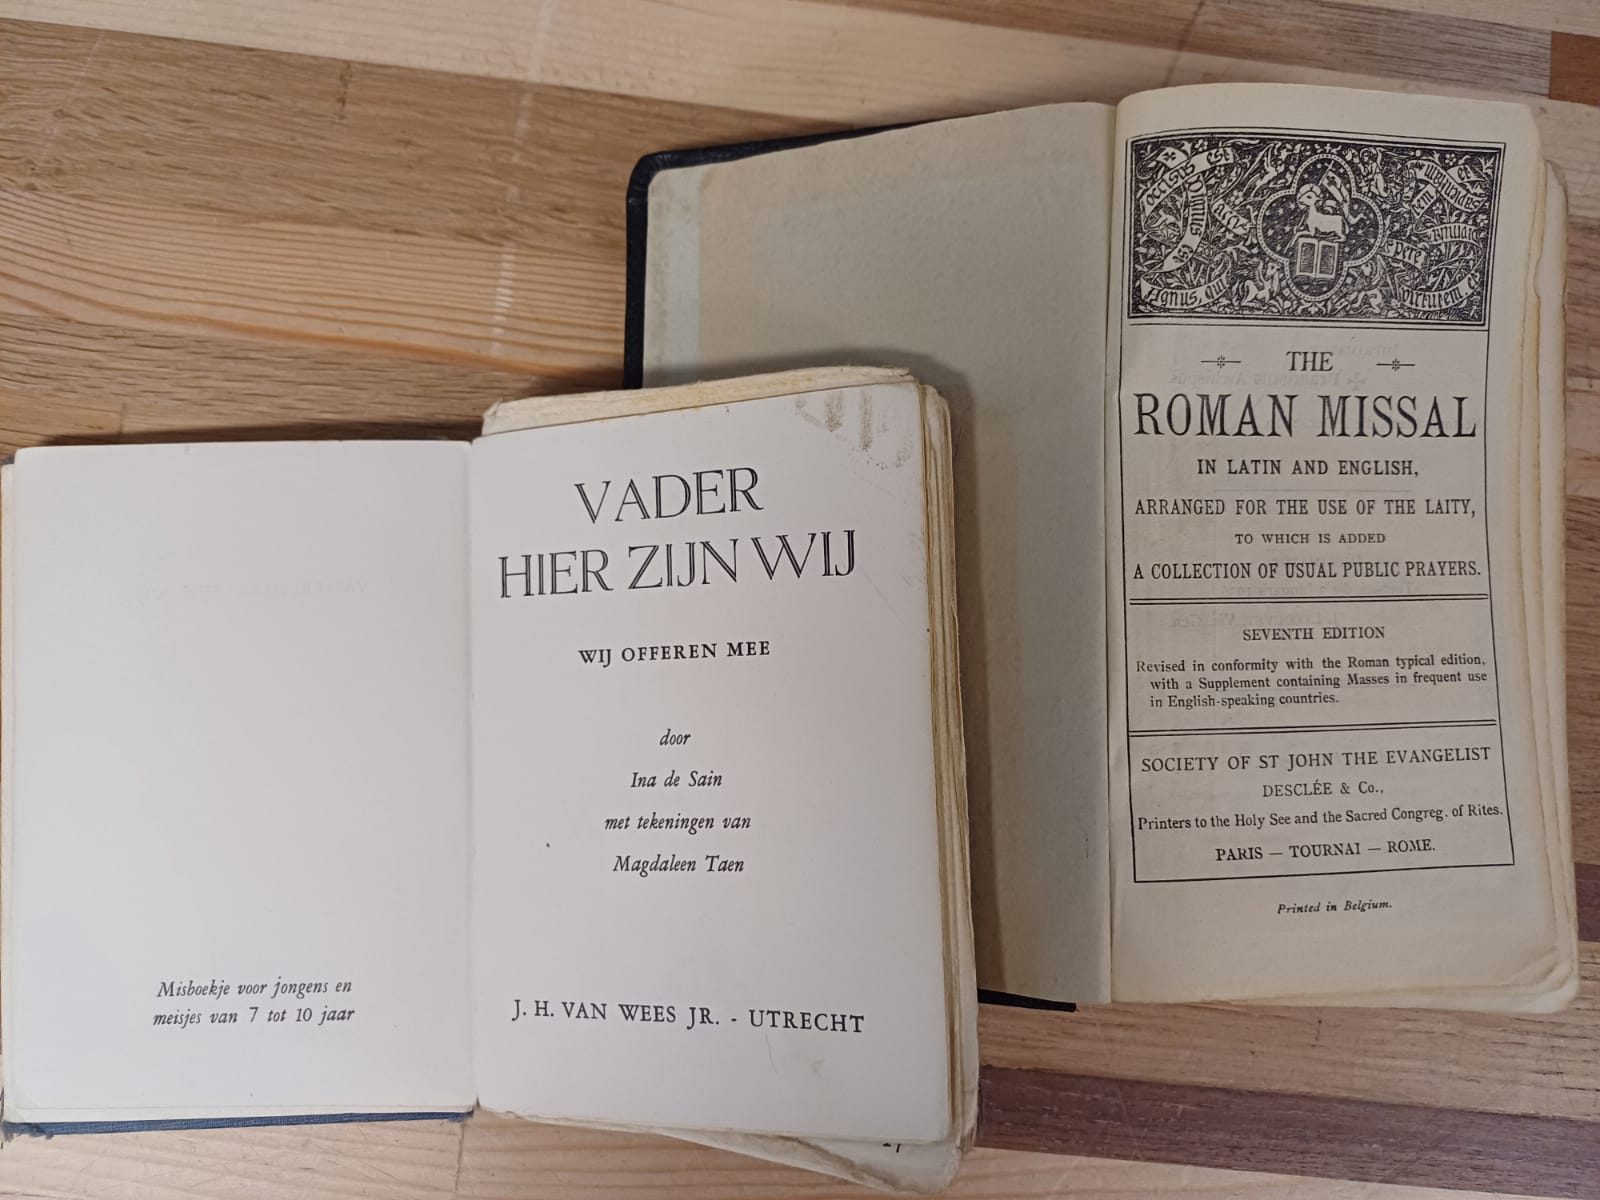 Misboekje voor jongens en
meisjes van 7 tot 10 jaar
VADER
HIER ZIJN WIJ
WIJ OFFEREN MEE
door
Ina de Sain
met tekeningen van
Magdaleen Taen
J. H. VAN WEES JR. - UTRECHT
occisus est
Agnus, qui
virtutem
THE
ROMAN MISSAL
IN LATIN AND ENGLISH,
ARRANGED FOR THE USE OF THE LAITY,
TO WHICH IS ADDED
A COLLECTION OF USUAL PUBLIC PRAYERS.
SEVENTH EDITION
Revised in conformity with the Roman typical edition,
with a Supplement containing Masses in frequent use
in English-speaking countries.
SOCIETY OF ST JOHN THE EVANGELIST
DESCLÉE & Co.,
Printers to the Holy See and the Sacred Congreg. of Rites.
PARIS — TOURNAI — ROME.
Printed in Belgium.